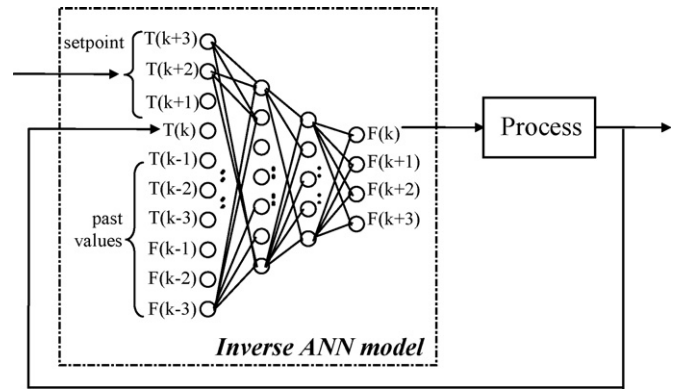 setpoint
T(k+3)
T(k+2)
T(k+1)
T(k)
T(k-1)
T(k-2)
T(k-3)
F(k-1)
F(k-2)
F(k-3)
past
values
F(k)
F(k+1)
F(k+2)
F(k+3)
Process
Inverse ANN model